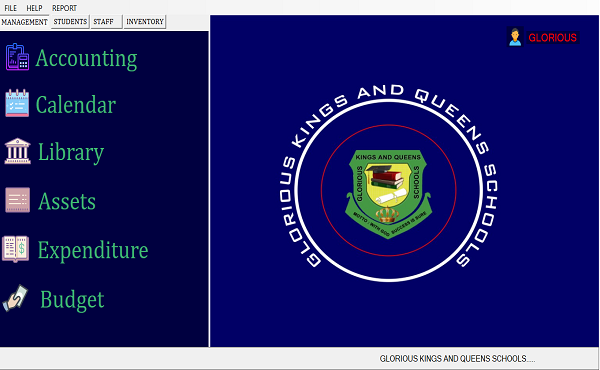 FILE HELP REPORT
MANAGEMENT STUDENTS STAFF INVENTORY
GLORIOUS
Accounting
Calendar
Library
Assets
Expenditure
Budget
GLORIOUS KINGS AND QUEENS SCHOOLS
KINGS AND QUEENS
GLORIOUS
SCHOOLS
MOTTO: WITH GOD, SUCCESS IS SURE
GLORIOUS KINGS AND QUEENS SCHOOLS.....